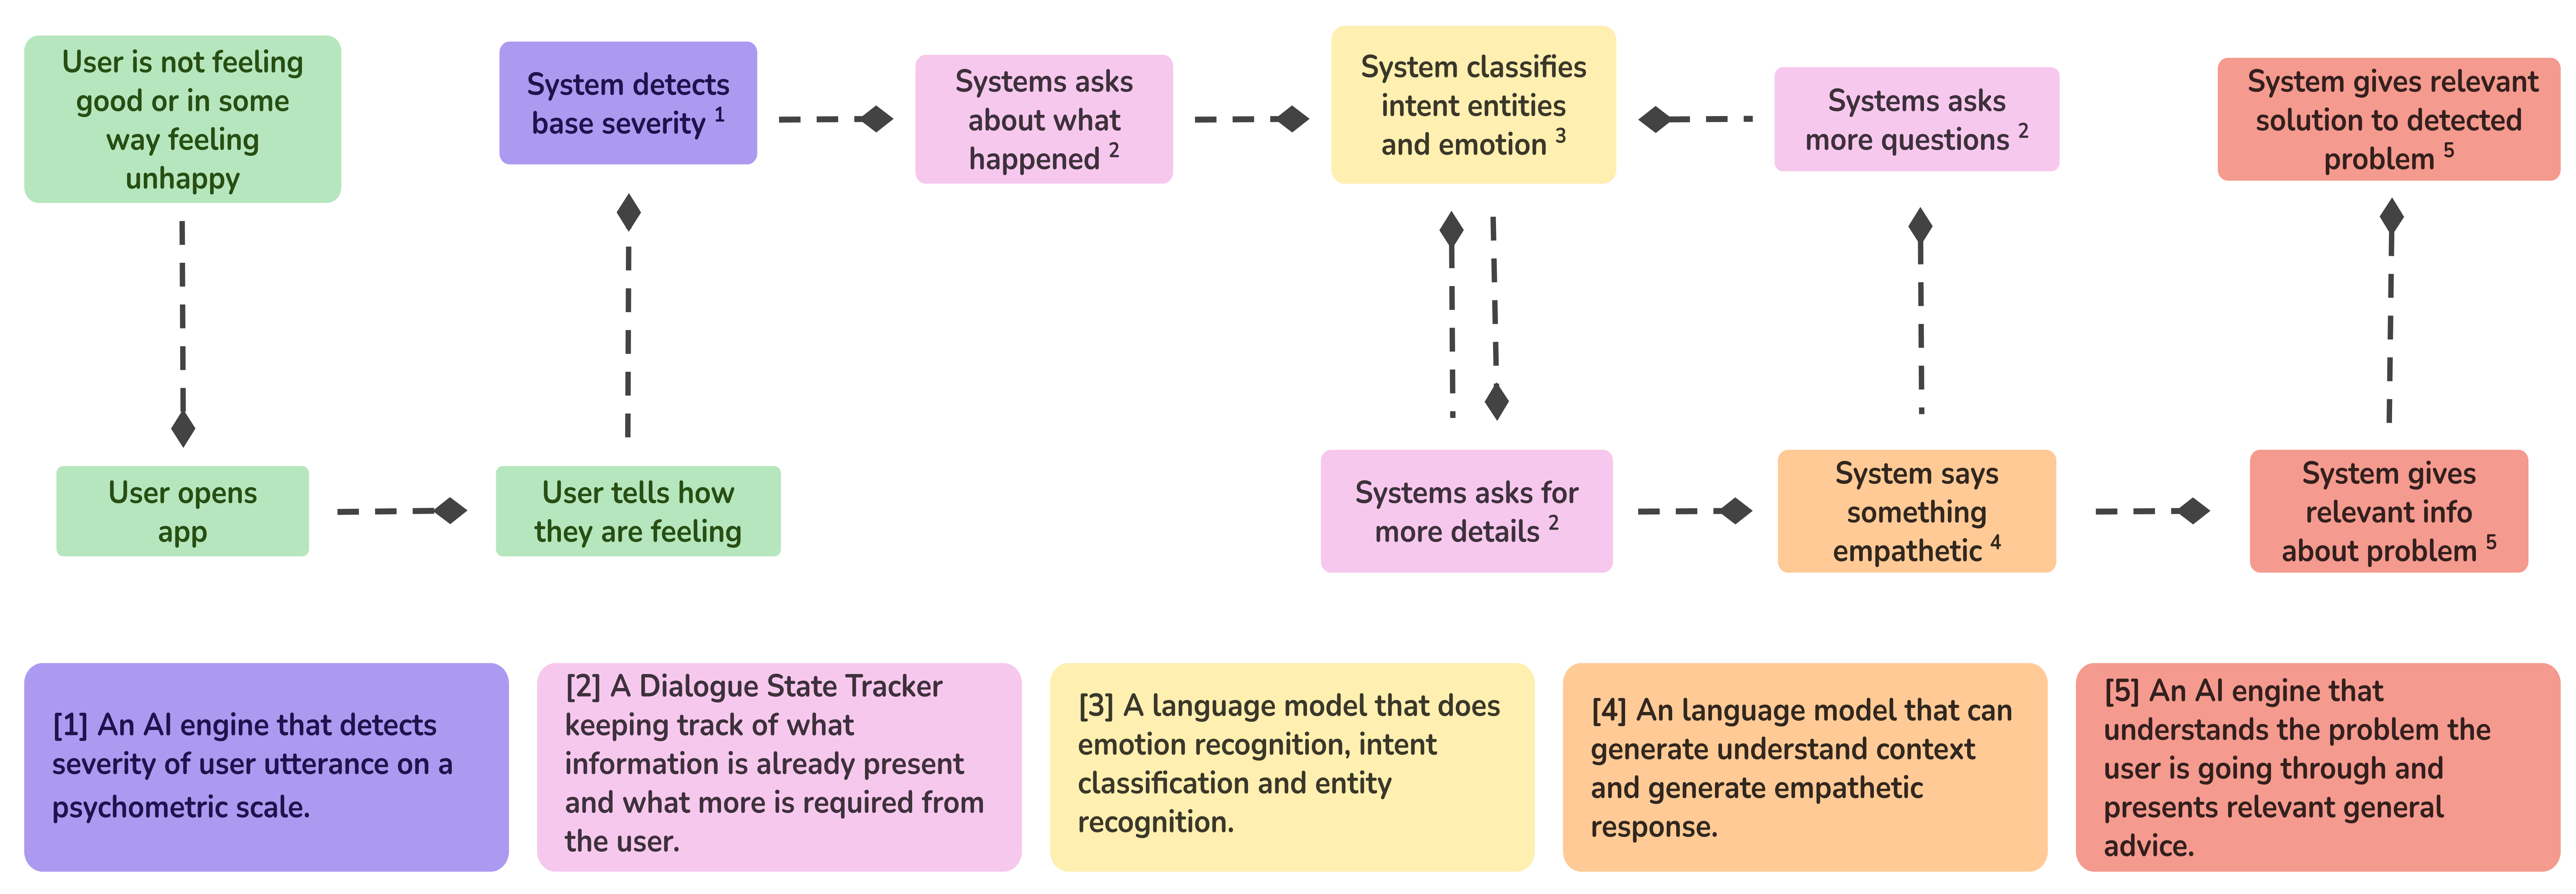 User is not feeling
good or in some
way feeling
unhappy
System detects
base severity 1
Systems asks
about what
happened 2
System classifies
intent entities
and emotion 3
Systems asks
more questions 2
System gives relevant
solution to detected
problem 5
User opens
app
User tells how
they are feeling
Systems asks for
more details 2
System says
something
empathetic 4
System gives
relevant info
about problem 5
[1] An AI engine that detects
severity of user utterance on a
psychometric scale.
[2] A Dialogue State Tracker
keeping track of what
information is already present
and what more is required from
the user.
[3] A language model that does
emotion recognition, intent
classification and entity
recognition.
[4] An language model that can
generate understand context
and generate empathetic
response.
[5] An AI engine that
understands the problem the
user is going through and
presents relevant general
advice.